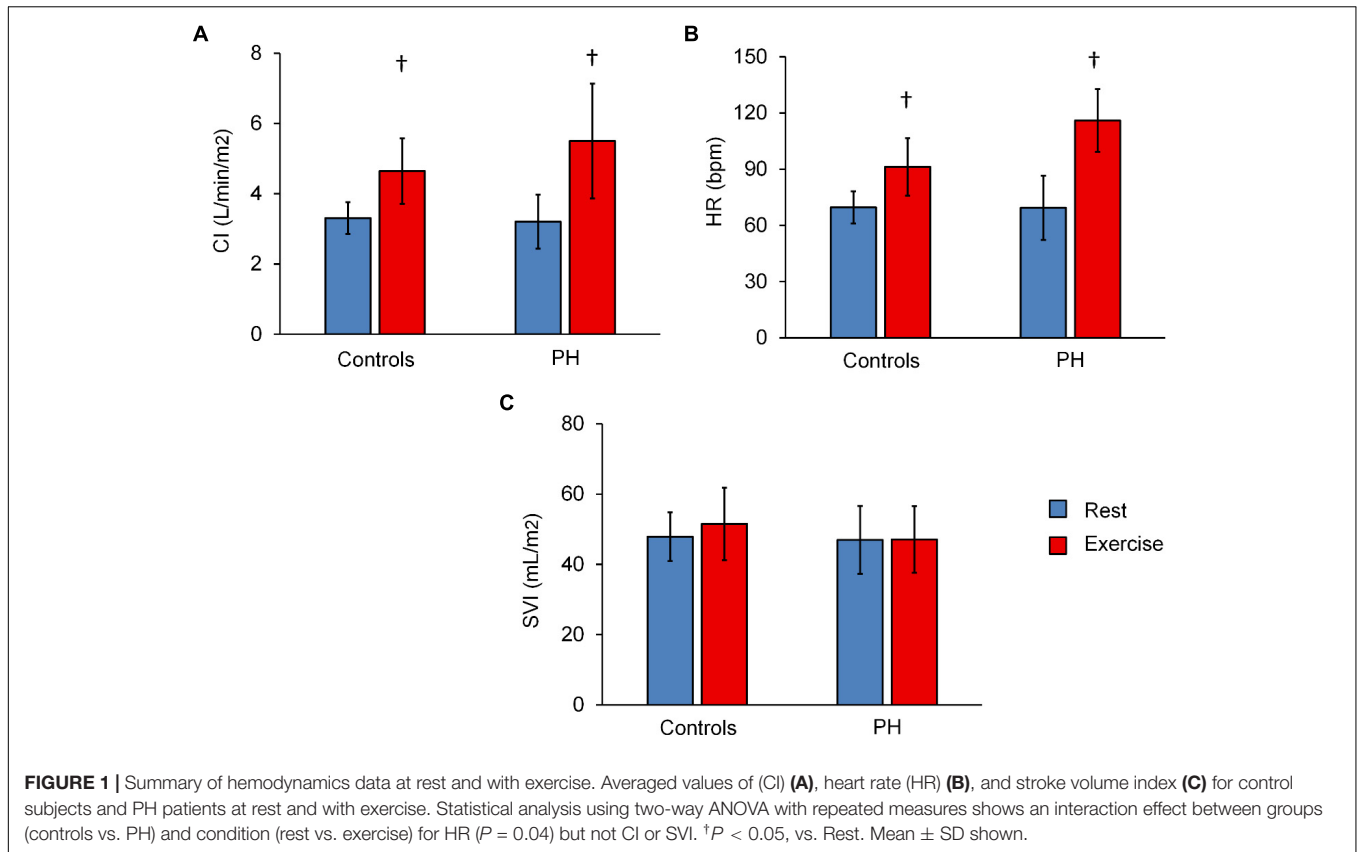 A
8
6
4
2
0
CI (L/min/m2)
†
†
Controls
PH
B
150
120
90
60
30
0
HR (bpm)
†
†
Controls
PH
C
80
60
40
20
0
SVI (mL/m2)
Controls
PH
Rest
Exercise
FIGURE 1 | Summary of hemodynamics data at rest and with exercise. Averaged values of (CI) (A), heart rate (HR) (B), and stroke volume index (C) for control
subjects and PH patients at rest and with exercise. Statistical analysis using two-way ANOVA with repeated measures shows an interaction effect between groups
(controls vs. PH) and condition (rest vs. exercise) for HR (P = 0.04) but not CI or SVI. †P < 0.05, vs. Rest. Mean ± SD shown.